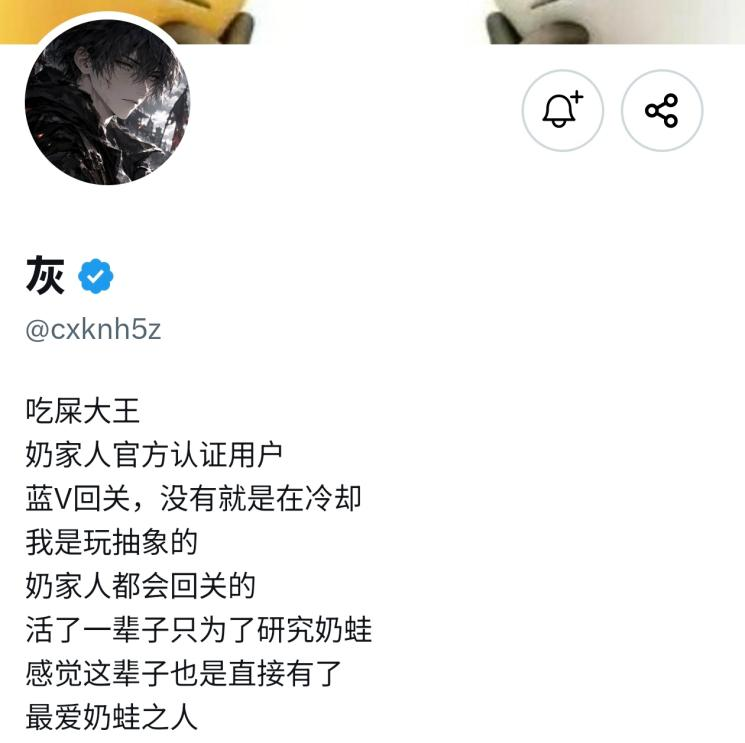 灰
@cxknh5z
吃屎大王
奶家人官方认证用户
蓝V回关，没有就是在冷却
我是玩抽象的
奶家人都会回关的
活了一辈子只为了研究奶蛙
感觉这辈子也是直接有了
最爱奶蛙之人